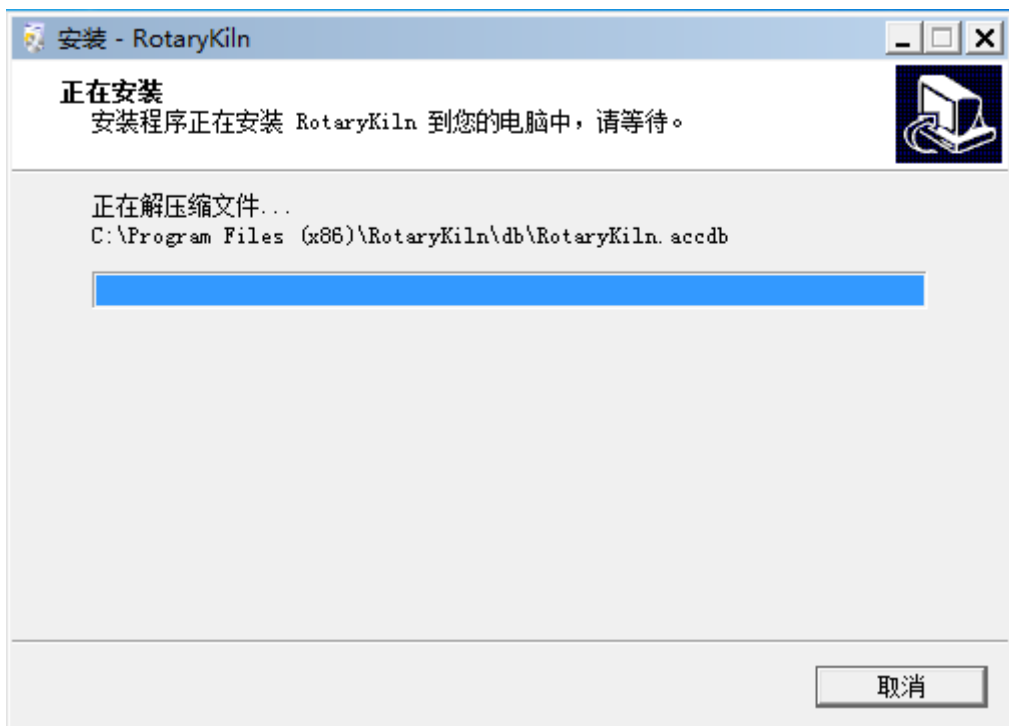 安装 - RotaryKiln
正在安装
安装程序正在安装 RotaryKiln 到您的电脑中，请等待。
正在解压缩文件...
C:\Program Files (x86)\RotaryKiln\db\RotaryKiln.accdb
取消